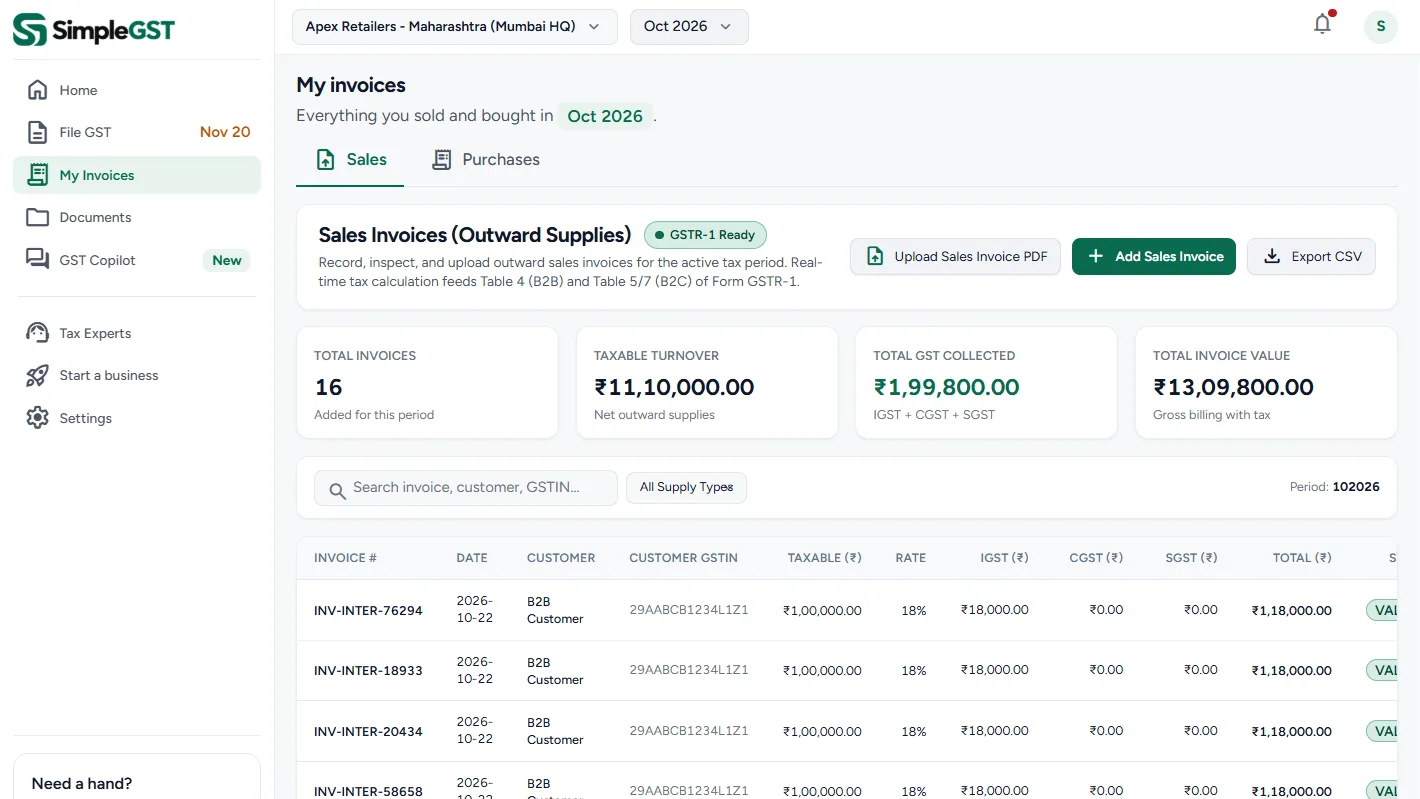 SimpleGST
Apex Retailers - Maharashtra (Mumbai HQ)
Oct 2026
S
Home
File GST
Nov 20
My Invoices
Documents
GST Copilot
New
Tax Experts
Start a business
Settings
Need a hand?
My invoices
Everything you sold and bought in Oct 2026 .
Sales
Purchases
Sales Invoices (Outward Supplies)
GSTR-1 Ready
Record, inspect, and upload outward sales invoices for the active tax period. Real-
time tax calculation feeds Table 4 (B2B) and Table 5/7 (B2C) of Form GSTR-1.
Upload Sales Invoice PDF
Add Sales Invoice
Export CSV
TOTAL INVOICES
16
Added for this period
TAXABLE TURNOVER
₹11,10,000.00
Net outward supplies
TOTAL GST COLLECTED
₹1,99,800.00
IGST + CGST + SGST
TOTAL INVOICE VALUE
₹13,09,800.00
Gross billing with tax
Search invoice, customer, GSTIN...
All Supply Types
Period: 102026
INVOICE # DATE CUSTOMER CUSTOMER GSTIN TAXABLE (₹) RATE IGST (₹) CGST (₹) SGST (₹) TOTAL (₹)
INV-INTER-76294 2026-10-22 B2B Customer 29AABCB1234L1Z1 ₹1,00,000.00 18% ₹18,000.00 ₹0.00 ₹0.00 ₹1,18,000.00
INV-INTER-18933 2026-10-22 B2B Customer 29AABCB1234L1Z1 ₹1,00,000.00 18% ₹18,000.00 ₹0.00 ₹0.00 ₹1,18,000.00
INV-INTER-20434 2026-10-22 B2B Customer 29AABCB1234L1Z1 ₹1,00,000.00 18% ₹18,000.00 ₹0.00 ₹0.00 ₹1,18,000.00
INV-INTER-58658 2026- B2B 29AABCB1234L1Z1 ₹1,00,000.00 18% ₹18,000.00 ₹0.00 ₹0.00 ₹1,18,000.00